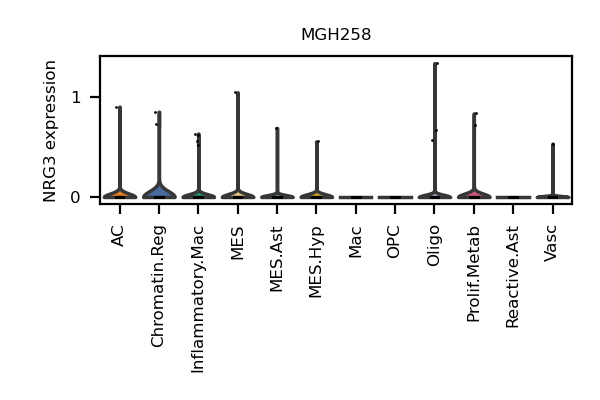 MGH258
NRG3 expression
1
0
AC
Chromatin.Reg
Inflammatory.Mac
MES
MES.Ast
MES.Hyp
Mac
OPC
Oligo
Prolif.Metab
Reactive.Ast
Vasc